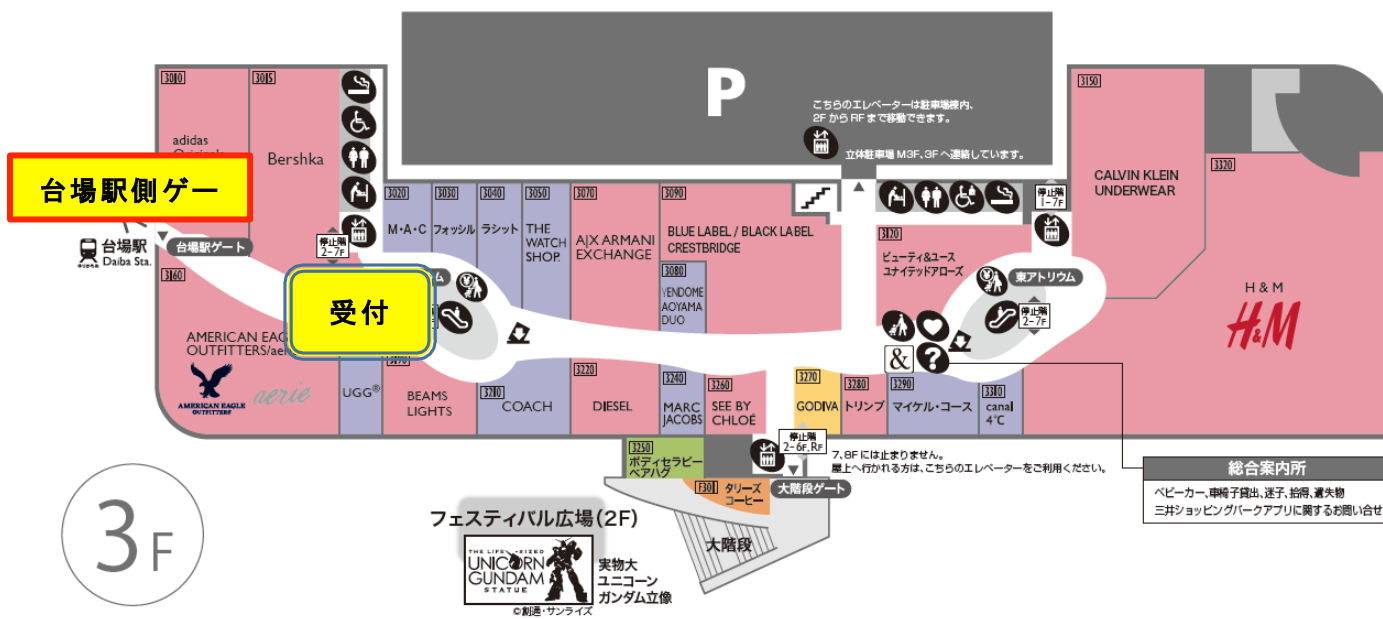 P
こちらのエレベーターは駐車場棟内、
2FからRFまで移動できます。
立体駐車場 M3F、3Fへ連絡しています。
3010
adidas
3015
Bershka
台場駅側ゲー
台場駅
Daiba Sta.
台場駅ゲート
停止階
2-7F
3020
M・A・C
3030
フォッシル
3040
ラシット
3050
THE
WATCH
SHOP.
3070
A|X ARMANI
EXCHANGE
3090
BLUE LABEL / BLACK LABEL
CRESTBRIDGE
3080
VENDOME
AOYAMA
DUO
3120
ビューティ&ユース
ユナイテッドアローズ
停止階
1-7F
3150
CALVIN KLEIN
UNDERWEAR
3320
H & M
H&M
東アトリウム
停止階
2-7F
受付
ム
3160
AMERICAN EAG
OUTFITTERS/ae
AMERICAN EAGLE
OUTFITTERS
aerie
UGG®
BEAMS
LIGHTS
3210
COACH
3220
DIESEL
3240
MARC
JACOBS
3260
SEE BY
CHLOÉ
3270
GODIVA
3280
トリンプ
3290
マイケル・コース
3310
canal
4℃
&
?
3250
ボディセラピー
ベアハグ
停止階
2-6F,RF
7、8Fには止まりません。
屋上へ行かれる方は、こちらのエレベーターをご利用ください。
F301
タリーズ
コーヒー
大階段ゲート
大階段
総合案内所
ベビーカー、車椅子貸出、迷子、拾得、遺失物
三井ショッピングパークアプリに関するお問い合せ
3F
フェスティバル広場(2F)
THE LIFE-SIZED
UNICORN
GUNDAM
STATUE
実物大
ユニコーン
ガンダム立像
©創通・サンライズ